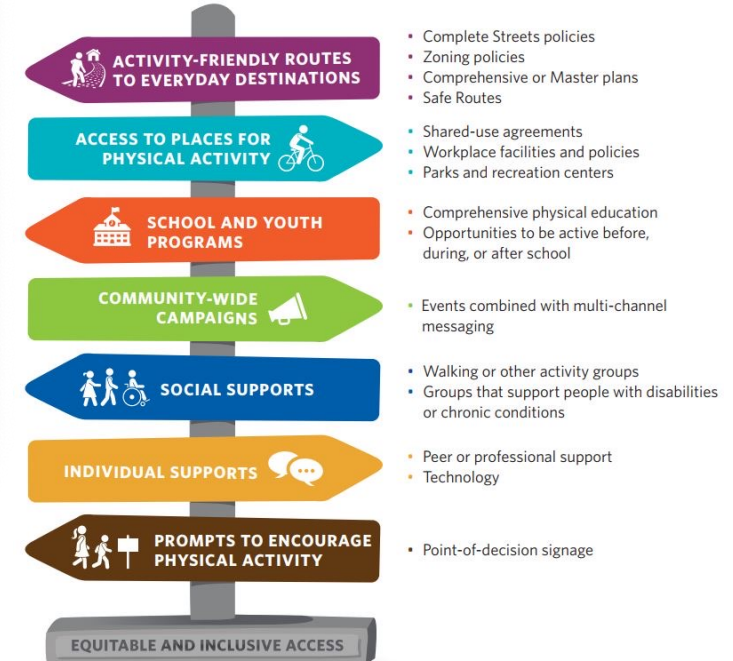 ACTIVITY-FRIENDLY ROUTES
TO EVERYDAY DESTINATIONS
• Complete Streets policies
• Zoning policies
• Comprehensive or Master plans
• Safe Routes
ACCESS TO PLACES FOR
PHYSICAL ACTIVITY
• Shared-use agreements
• Workplace facilities and policies
• Parks and recreation centers
SCHOOL AND YOUTH
PROGRAMS
• Comprehensive physical education
• Opportunities to be active before,
during, or after school
COMMUNITY-WIDE
CAMPAIGNS
• Events combined with multi-channel
messaging
SOCIAL SUPPORTS
• Walking or other activity groups
• Groups that support people with disabilities
or chronic conditions
INDIVIDUAL SUPPORTS
• Peer or professional support
• Technology
PROMPTS TO ENCOURAGE
PHYSICAL ACTIVITY
• Point-of-decision signage
EQUITABLE AND INCLUSIVE ACCESS